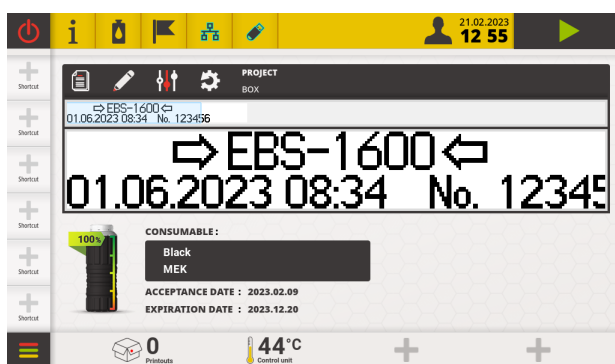 21.02.2023
12 55
Shortcut
PROJECT
BOX
Shortcut
⇨EBS-1600⇦
01.06.2023 08:34 No. 123456
Shortcut
⇨EBS-1600⇦
01.06.2023 08:34 No. 12345
Shortcut
100%
CONSUMABLE :
Black
MEK
Shortcut
ACCEPTANCE DATE : 2023.02.09
EXPIRATION DATE : 2023.12.20
Shortcut
0
Printouts
44°C
Control unit